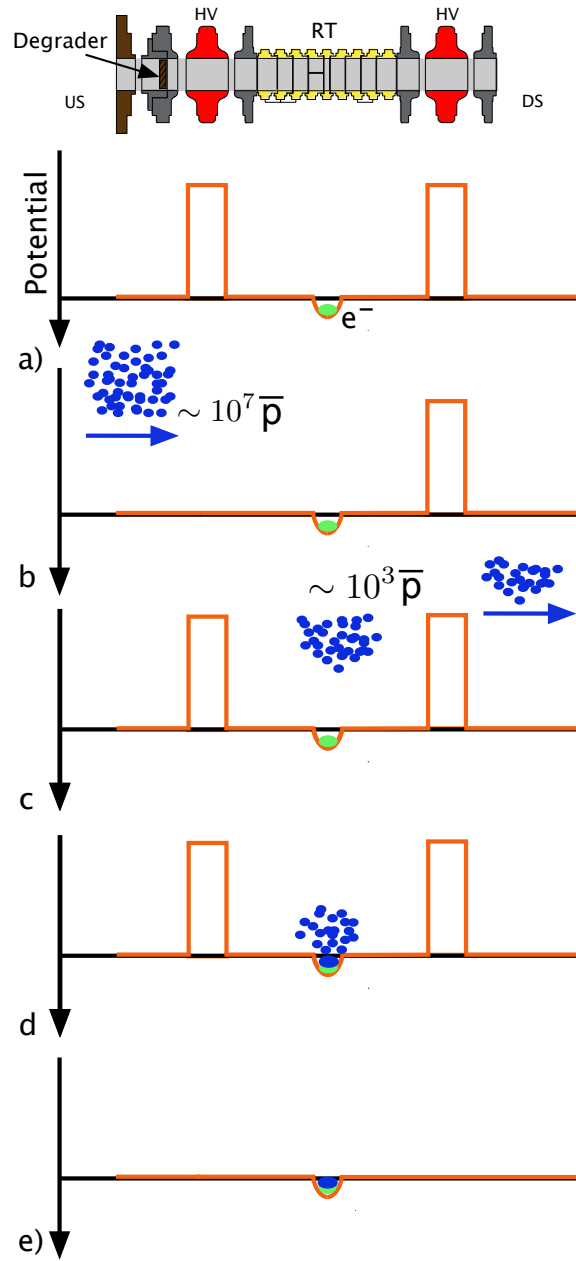 HV
RT
HV
Degrader
US
DS
Potential
e⁻
a)
∼ 10⁷ p̅
b
∼ 10³ p̅
c
d
e)